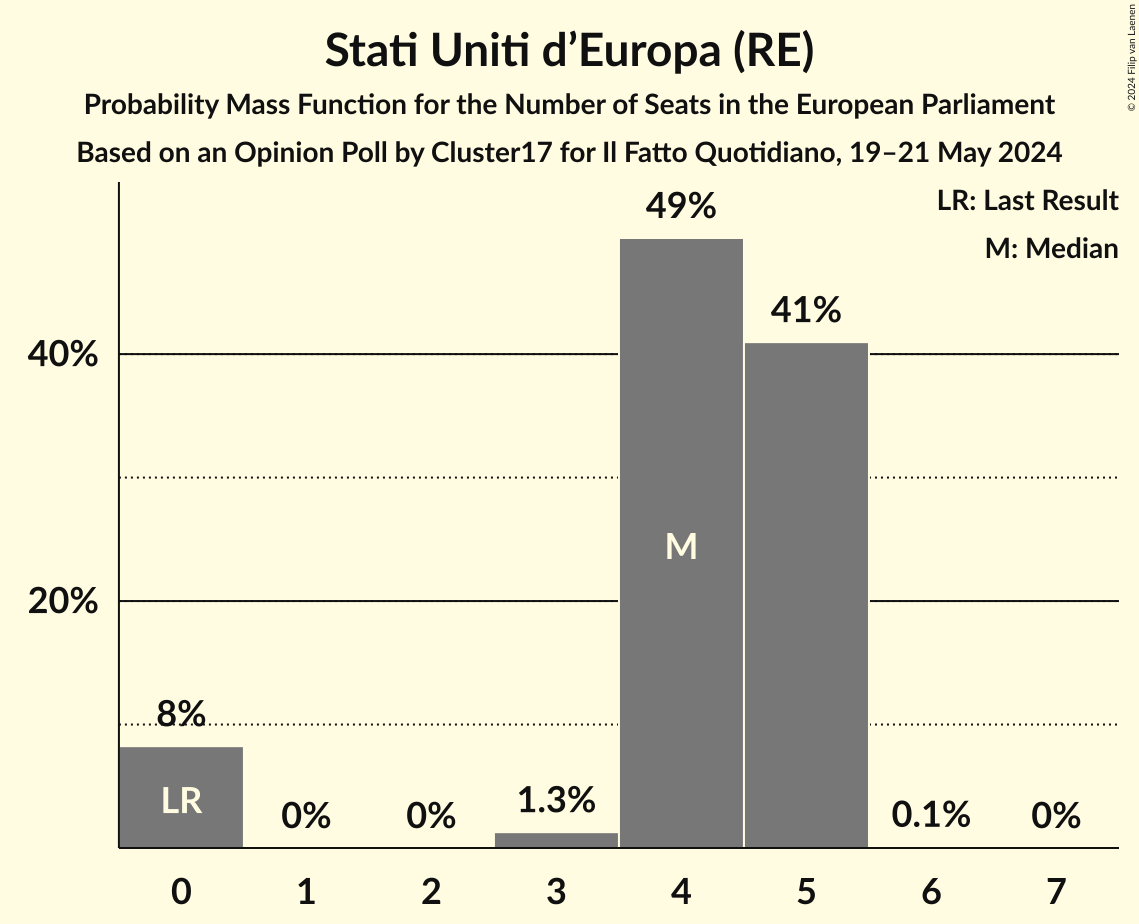 Stati Uniti d’Europa (RE)
Probability Mass Function for the Number of Seats in the European Parliament
Based on an Opinion Poll by Cluster17 for Il Fatto Quotidiano, 19–21 May 2024
© 2024 Filip van Laenen
LR: Last Result
M: Median
49%
41%
40%
M
20%
8%
LR
0%
0%
1.3%
0.1%
0%
0 1 2 3 4 5 6 7